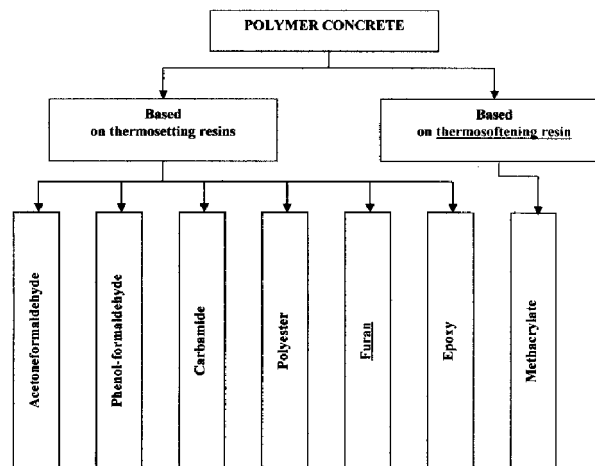 POLYMER CONCRETE
Based
on thermosetting resins
Based
on thermosoftening resin
Acetoneformaldehyde
Phenol-formaldehyde
Carbamide
Polyester
Furan
Epoxy
Methacrylate